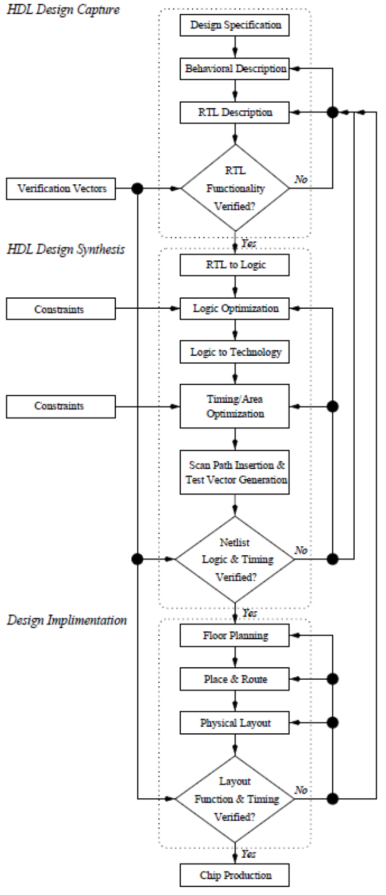 HDL Design Capture
Design Specification
Behavioral Description
RTL Description
RTL
Functionality
Verified?
No
Verification Vectors
Yes
HDL Design Synthesis
RTL to Logic
Constraints
Logic Optimization
Logic to Technology
Constraints
Timing/Area
Optimization
Scan Path Insertion &
Test Vector Generation
Netlist
Logic & Timing
Verified?
No
Yes
Design Implimentation
Floor Planning
Place & Route
Physical Layout
Layout
Function & Timing
Verified?
No
Yes
Chip Production